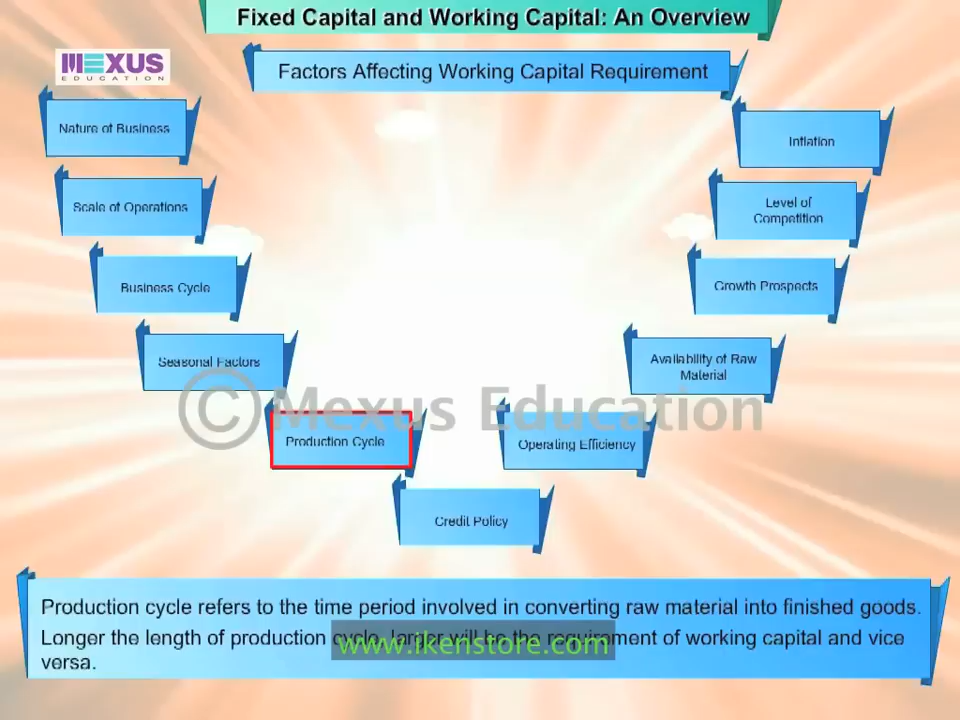 Fixed Capital and Working Capital: An Overview
MEXUS
EDUCATION
Factors Affecting Working Capital Requirement
Nature of Business
Scale of Operations
Business Cycle
Seasonal Factors
Production Cycle
Credit Policy
Operating Efficiency
Availability of Raw
Material
Growth Prospects
Level of
Competition
Inflation
© Mexus Education
Production cycle refers to the time period involved in converting raw material into finished goods.
Longer the length of production cycle, larger will be the requirement of working capital and vice
versa.
www.ikenstore.com